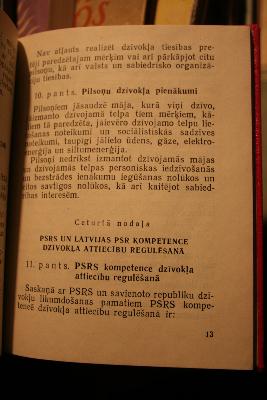 Nav atļauts realizēt dzīvokļa tiesības pre-
tēji paredzētajam mērķim vai arī pārkāpjot citu
pilsoņu, kā arī valsts un sabiedrisko organizā-
ciju tiesības.
10. pants. Pilsoņu dzīvokļa pienākumi
Pilsoņiem jāsaudzē māja, kurā viņi dzīvo,
jāizmanto dzīvojamā telpa tiem mērķiem, kam
tā paredzēta, jāievēro dzīvojamo telpu lie-
šanas noteikumi un sociālistiskās sadzīves
noteikumi, taupīgi jālieto ūdens, gāze, elektro-
enerģija un siltumenerģija.
Pilsoņi nedrīkst izmantot dzīvojamās mājas
un dzīvojamās telpas personiskas iedzīvošanās
un bezstrādes ienākumu iegūšanas nolūkos un
citos savtīgos nolūkos, kā arī kaitējot sabied-
rības interesēm.
Ceturtā nodaļa
PSRS UN LATVIJAS PSR KOMPETENCE
DZĪVOKĻA ATTIECĪBU REGULĒŠANĀ
11. pants. PSRS kompetence dzīvokļa
attiecību regulēšanā
Saskaņā ar PSRS un savienoto republiku dzī-
vokļu likumdošanas pamatiem PSRS kompe-
tencē dzīvokļa attiecību regulēšanā ir:
13